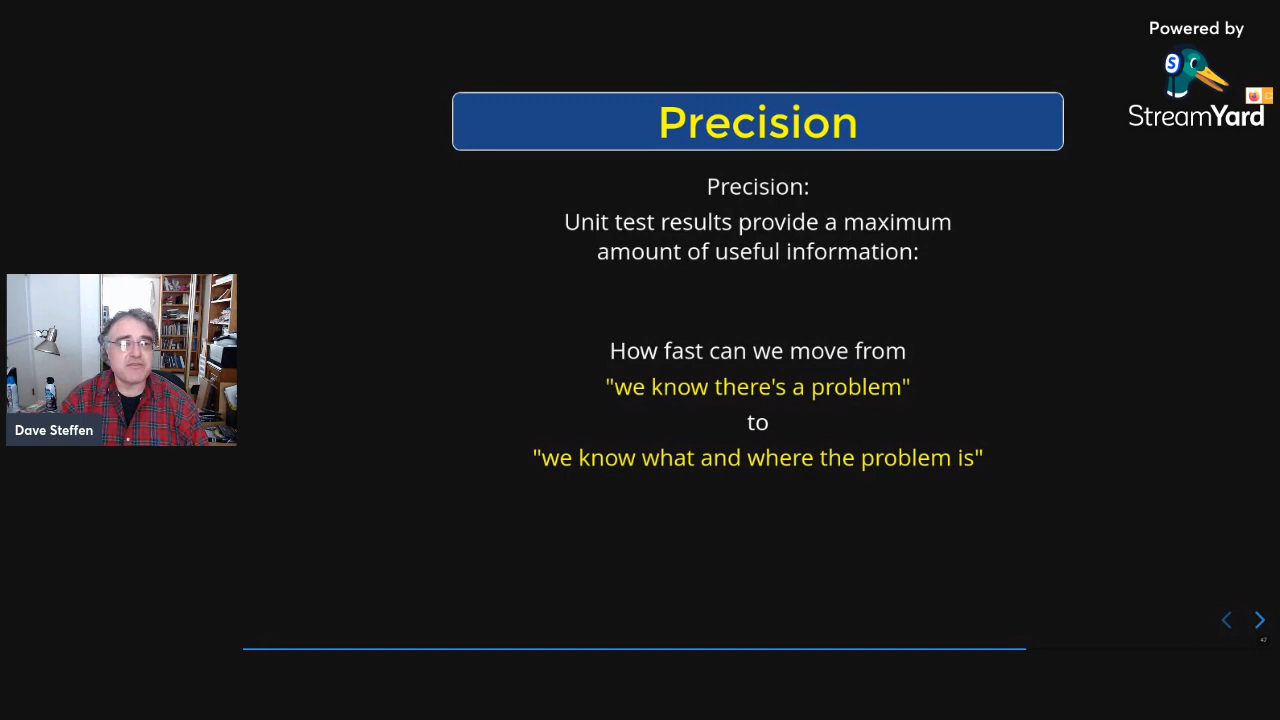 Powered by
S
StreamYard
Precision
Precision:
Unit test results provide a maximum
amount of useful information:
How fast can we move from
"we know there's a problem"
to
"we know what and where the problem is"
Dave Steffen
47